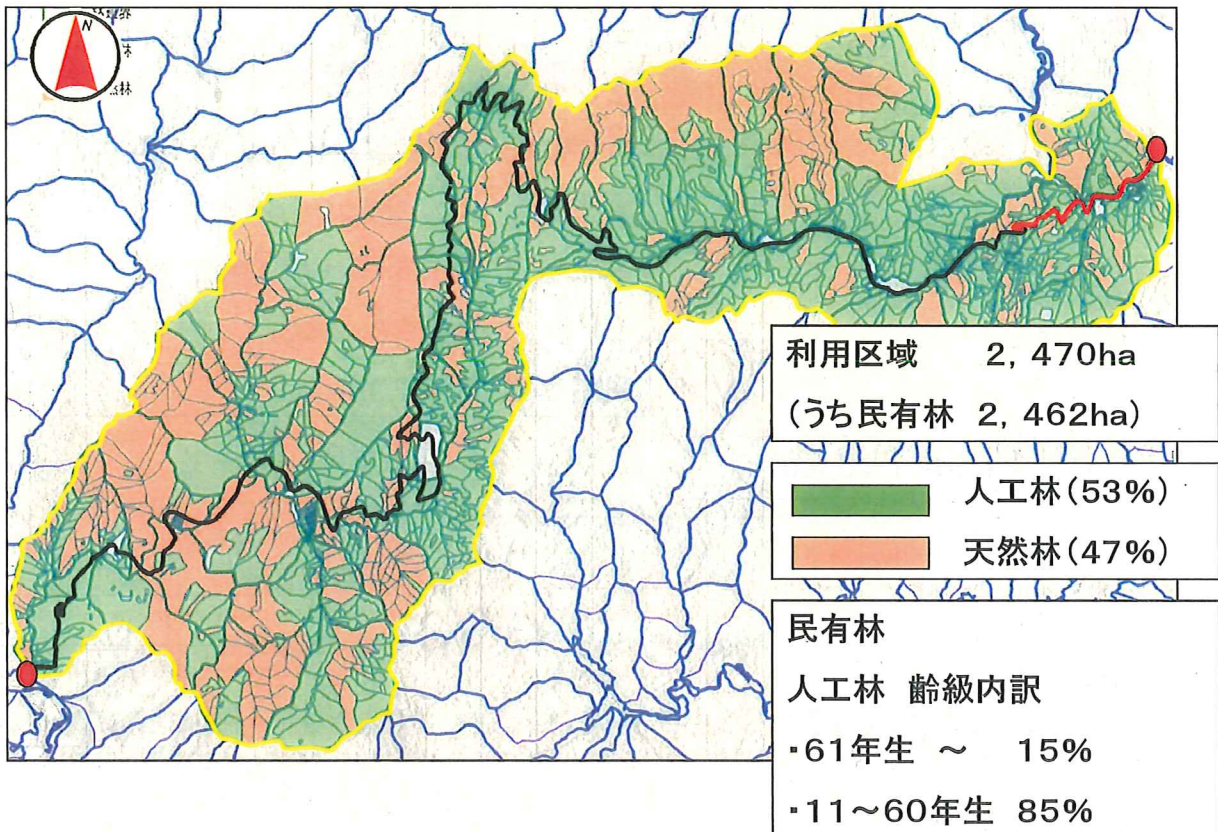 N
利用区域 2,470ha
(うち民有林 2,462ha)
人工林(53%)
天然林(47%)
民有林
人工林 齢級内訳
・61年生 ~ 15%
・11~60年生 85%